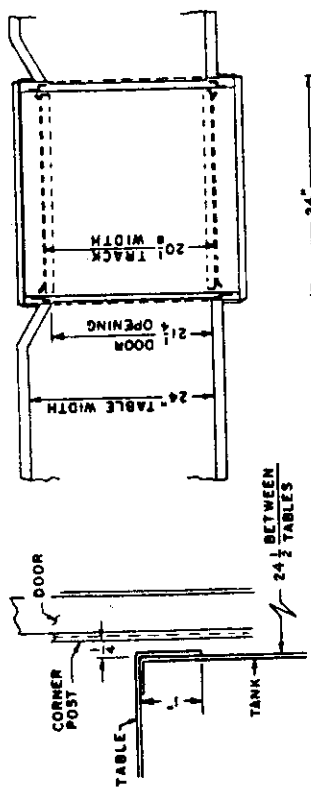 20 1/8 TRACK
WIDTH
21 1/4 DOOR
OPENING
24" TABLE WIDTH
24"
DOOR
CORNER
POST
1/4
TABLE
1"
TANK
24 1/2 BETWEEN
TABLES